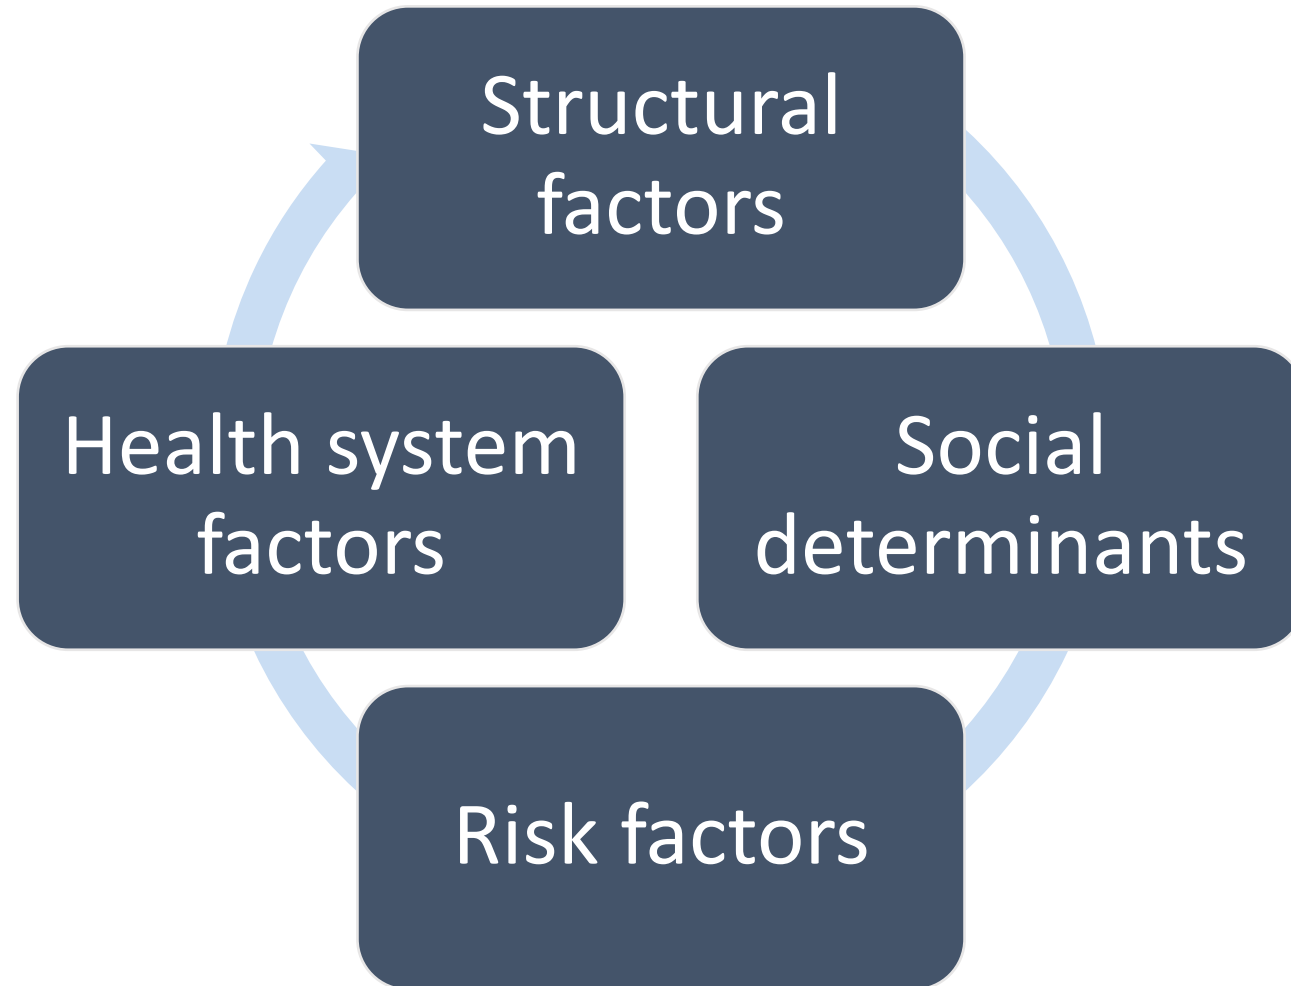 Structural
factors
Health system
factors
Social
determinants
Risk factors